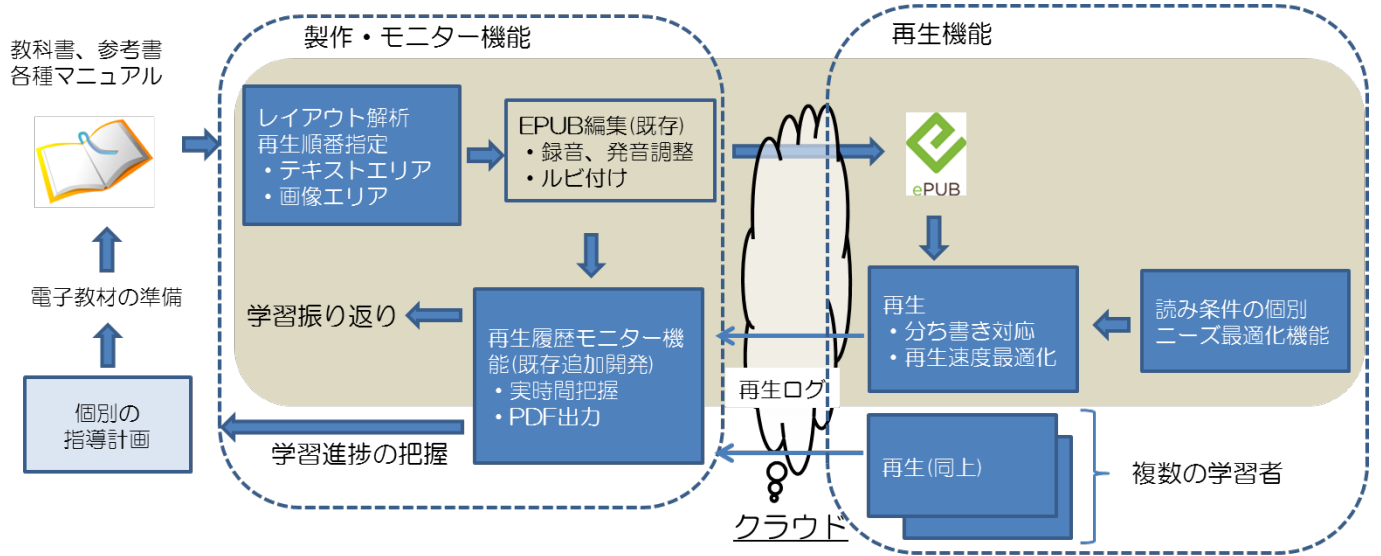 製作・モニター機能
再生機能
教科書、参考書
各種マニュアル
レイアウト解析
再生順番指定
・テキストエリア
・画像エリア
EPUB編集(既存)
・録音、発音調整
・ルビ付け
ePUB
電子教材の準備
学習振り返り
再生履歴モニター機
能(既存追加開発)
・実時間把握
・PDF出力
再生
・分ち書き対応
・再生速度最適化
読み条件の個別
ニーズ最適化機能
再生ログ
個別の
指導計画
学習進捗の把握
再生(同上)
複数の学習者
クラウド